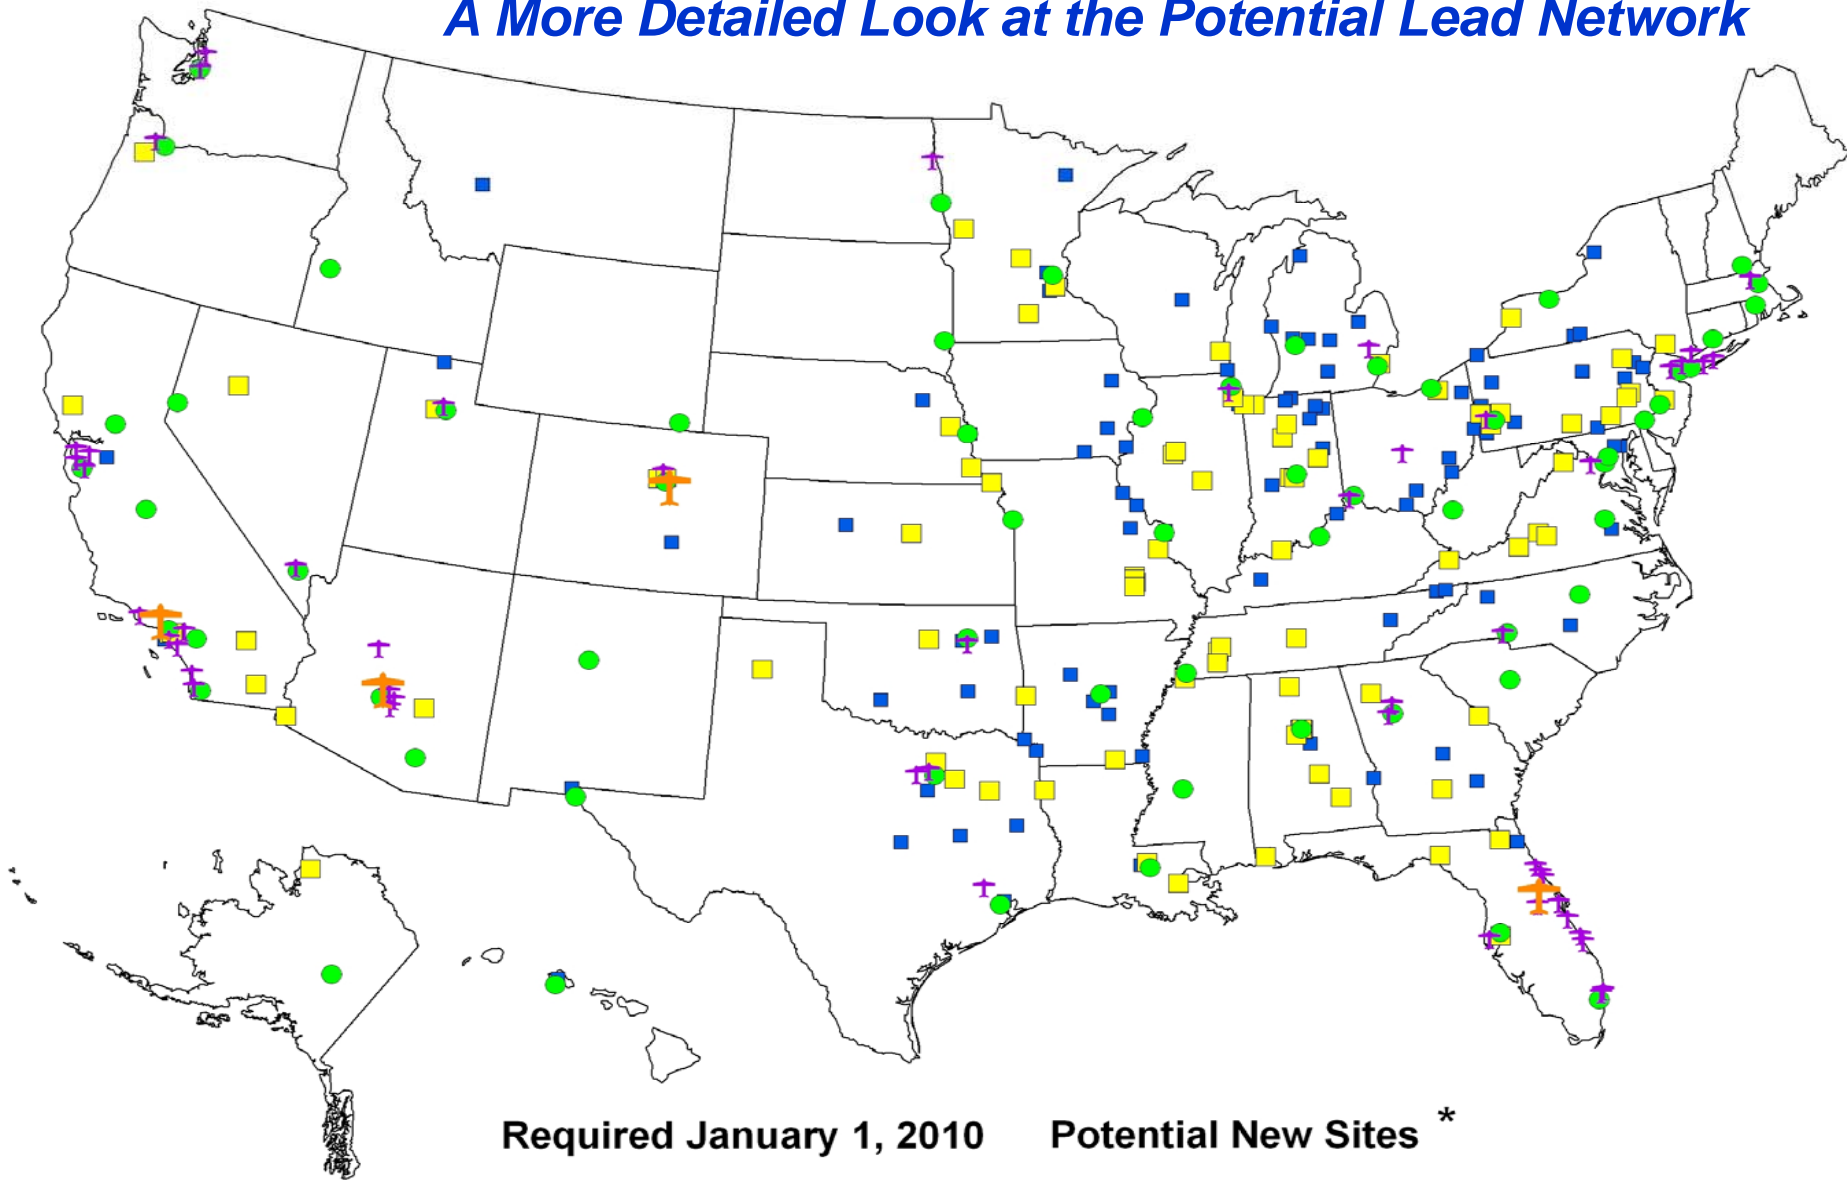 A More Detailed Look at the Potential Lead Network
Required January 1, 2010 Potential New Sites *